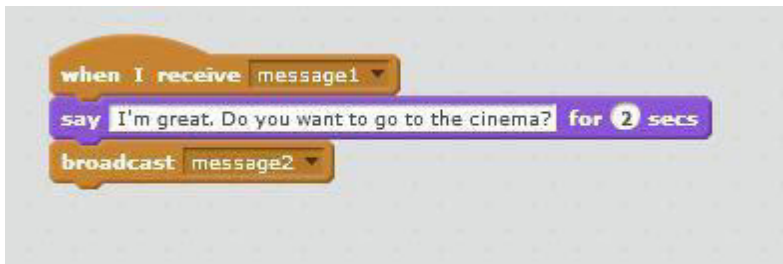 when I receive message1
say I'm great. Do you want to go to the cinema? for 2 secs
broadcast message2